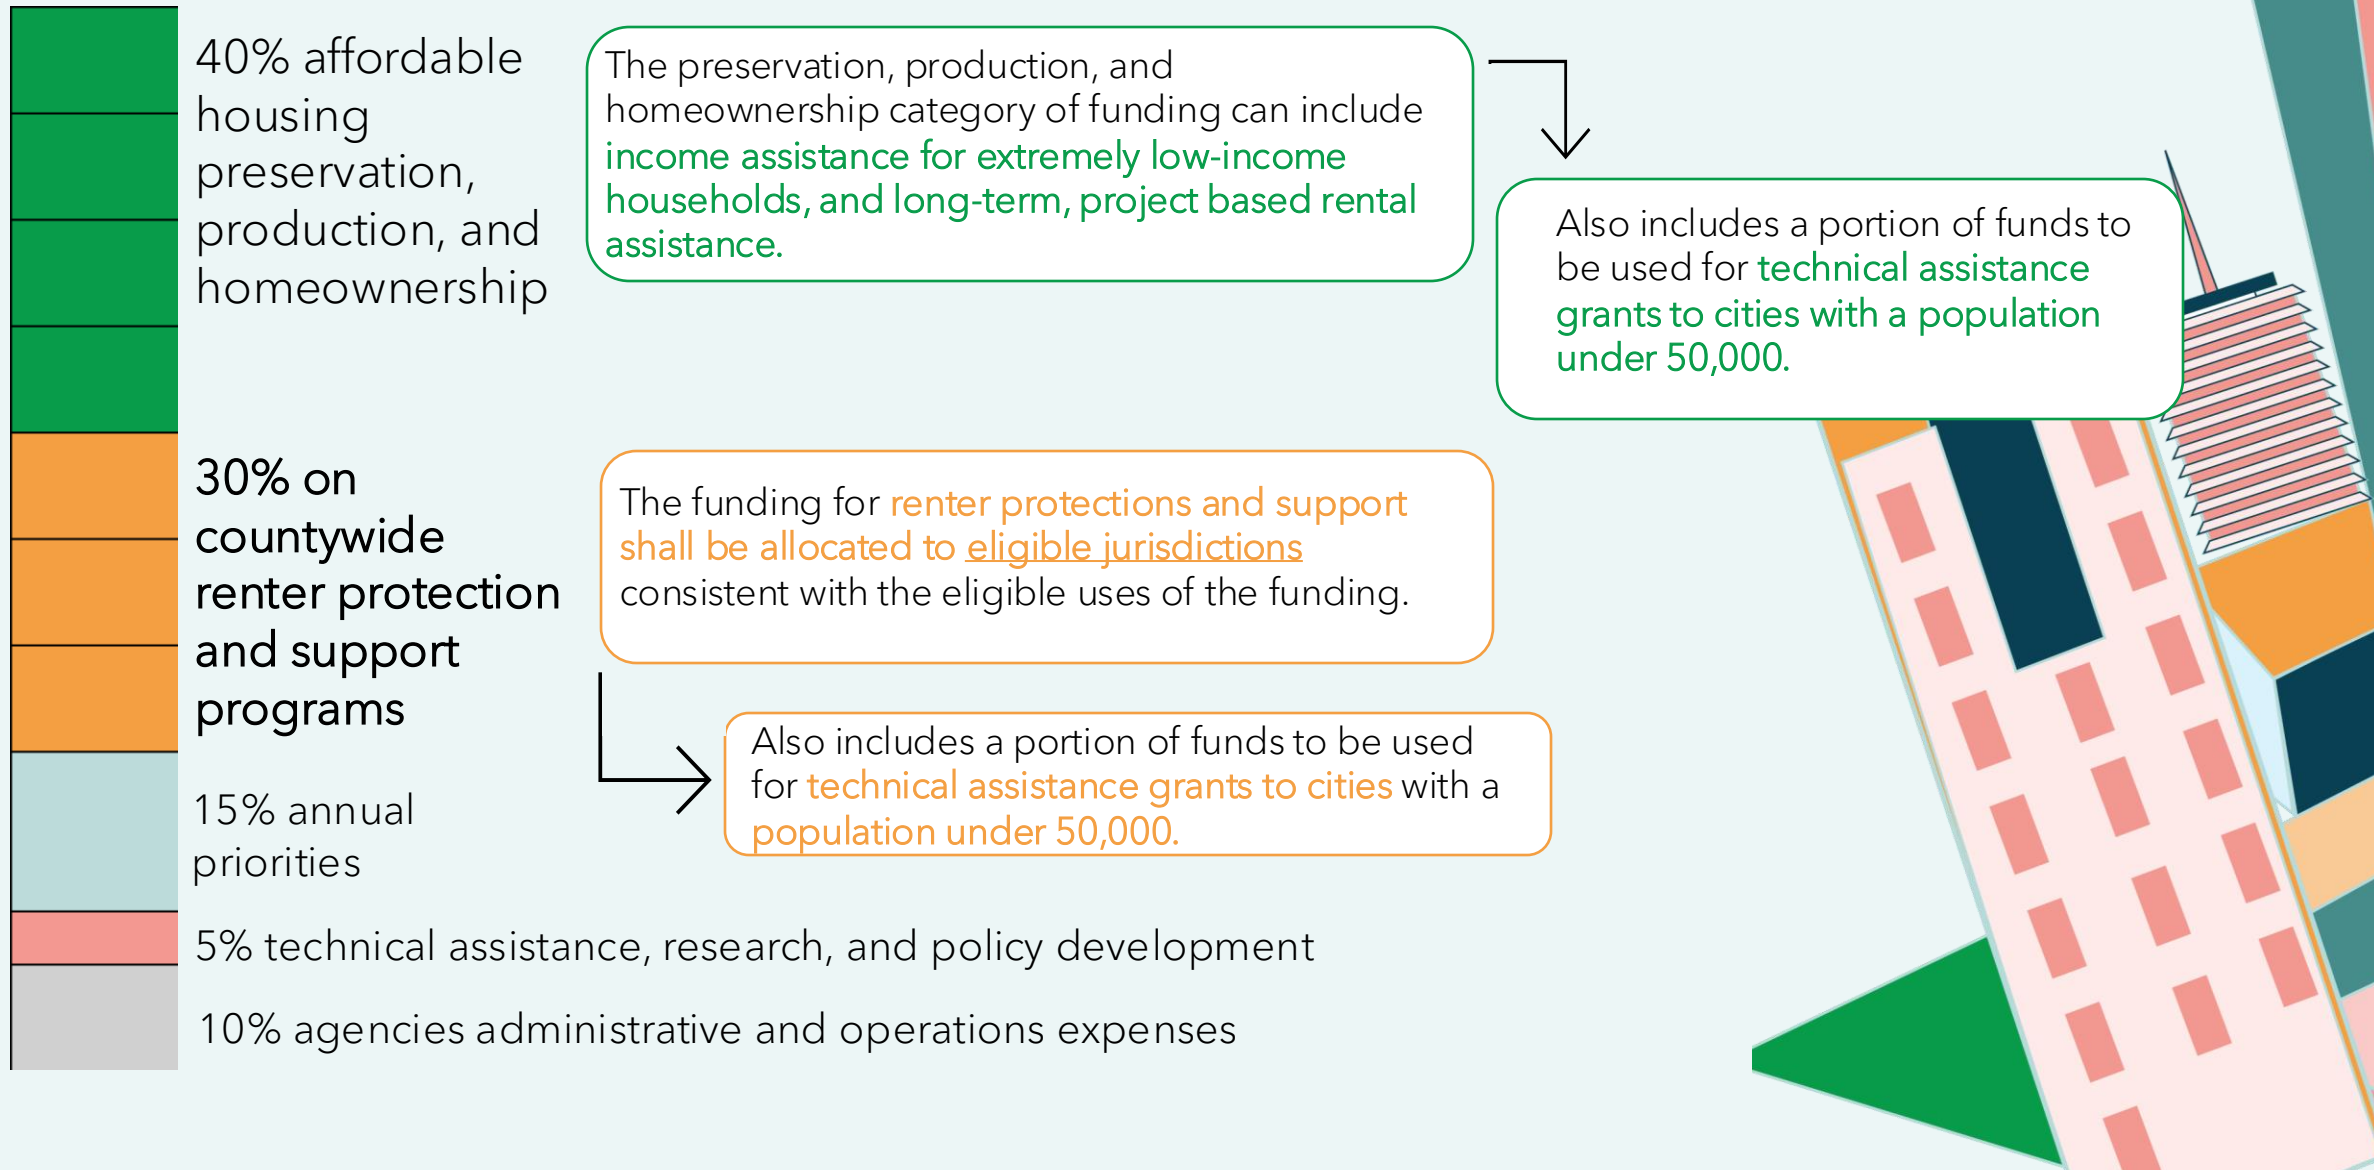 40% affordable
housing
preservation,
production, and
homeownership
The preservation, production, and
homeownership category of funding can include
income assistance for extremely low-income
households, and long-term, project based rental
assistance.
Also includes a portion of funds to
be used for technical assistance
grants to cities with a population
under 50,000.
30% on
countywide
renter protection
and support
programs
The funding for renter protections and support
shall be allocated to eligible jurisdictions
consistent with the eligible uses of the funding.
Also includes a portion of funds to be used
for technical assistance grants to cities with a
population under 50,000.
15% annual
priorities
5% technical assistance, research, and policy development
10% agencies administrative and operations expenses